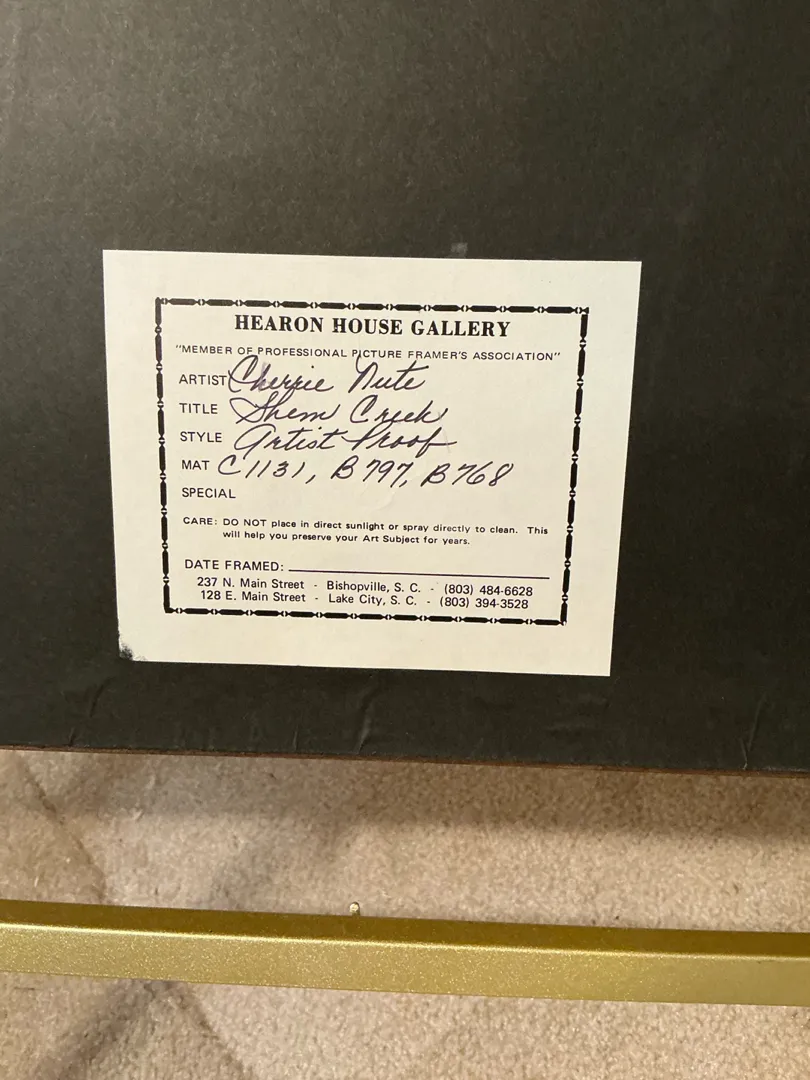 HEARON HOUSE GALLERY
"MEMBER OF PROFESSIONAL PICTURE FRAMER'S ASSOCIATION"
ARTIST Cherrie Nute
TITLE Shem Creek
STYLE Artist Proof
MAT C1131, B797, B768
SPECIAL
CARE: DO NOT place in direct sunlight or spray directly to clean. This
will help you preserve your Art Subject for years.
DATE FRAMED:
237 N. Main Street - Bishopville, S. C. - (803) 484-6628
128 E. Main Street - Lake City, S. C. - (803) 394-3528